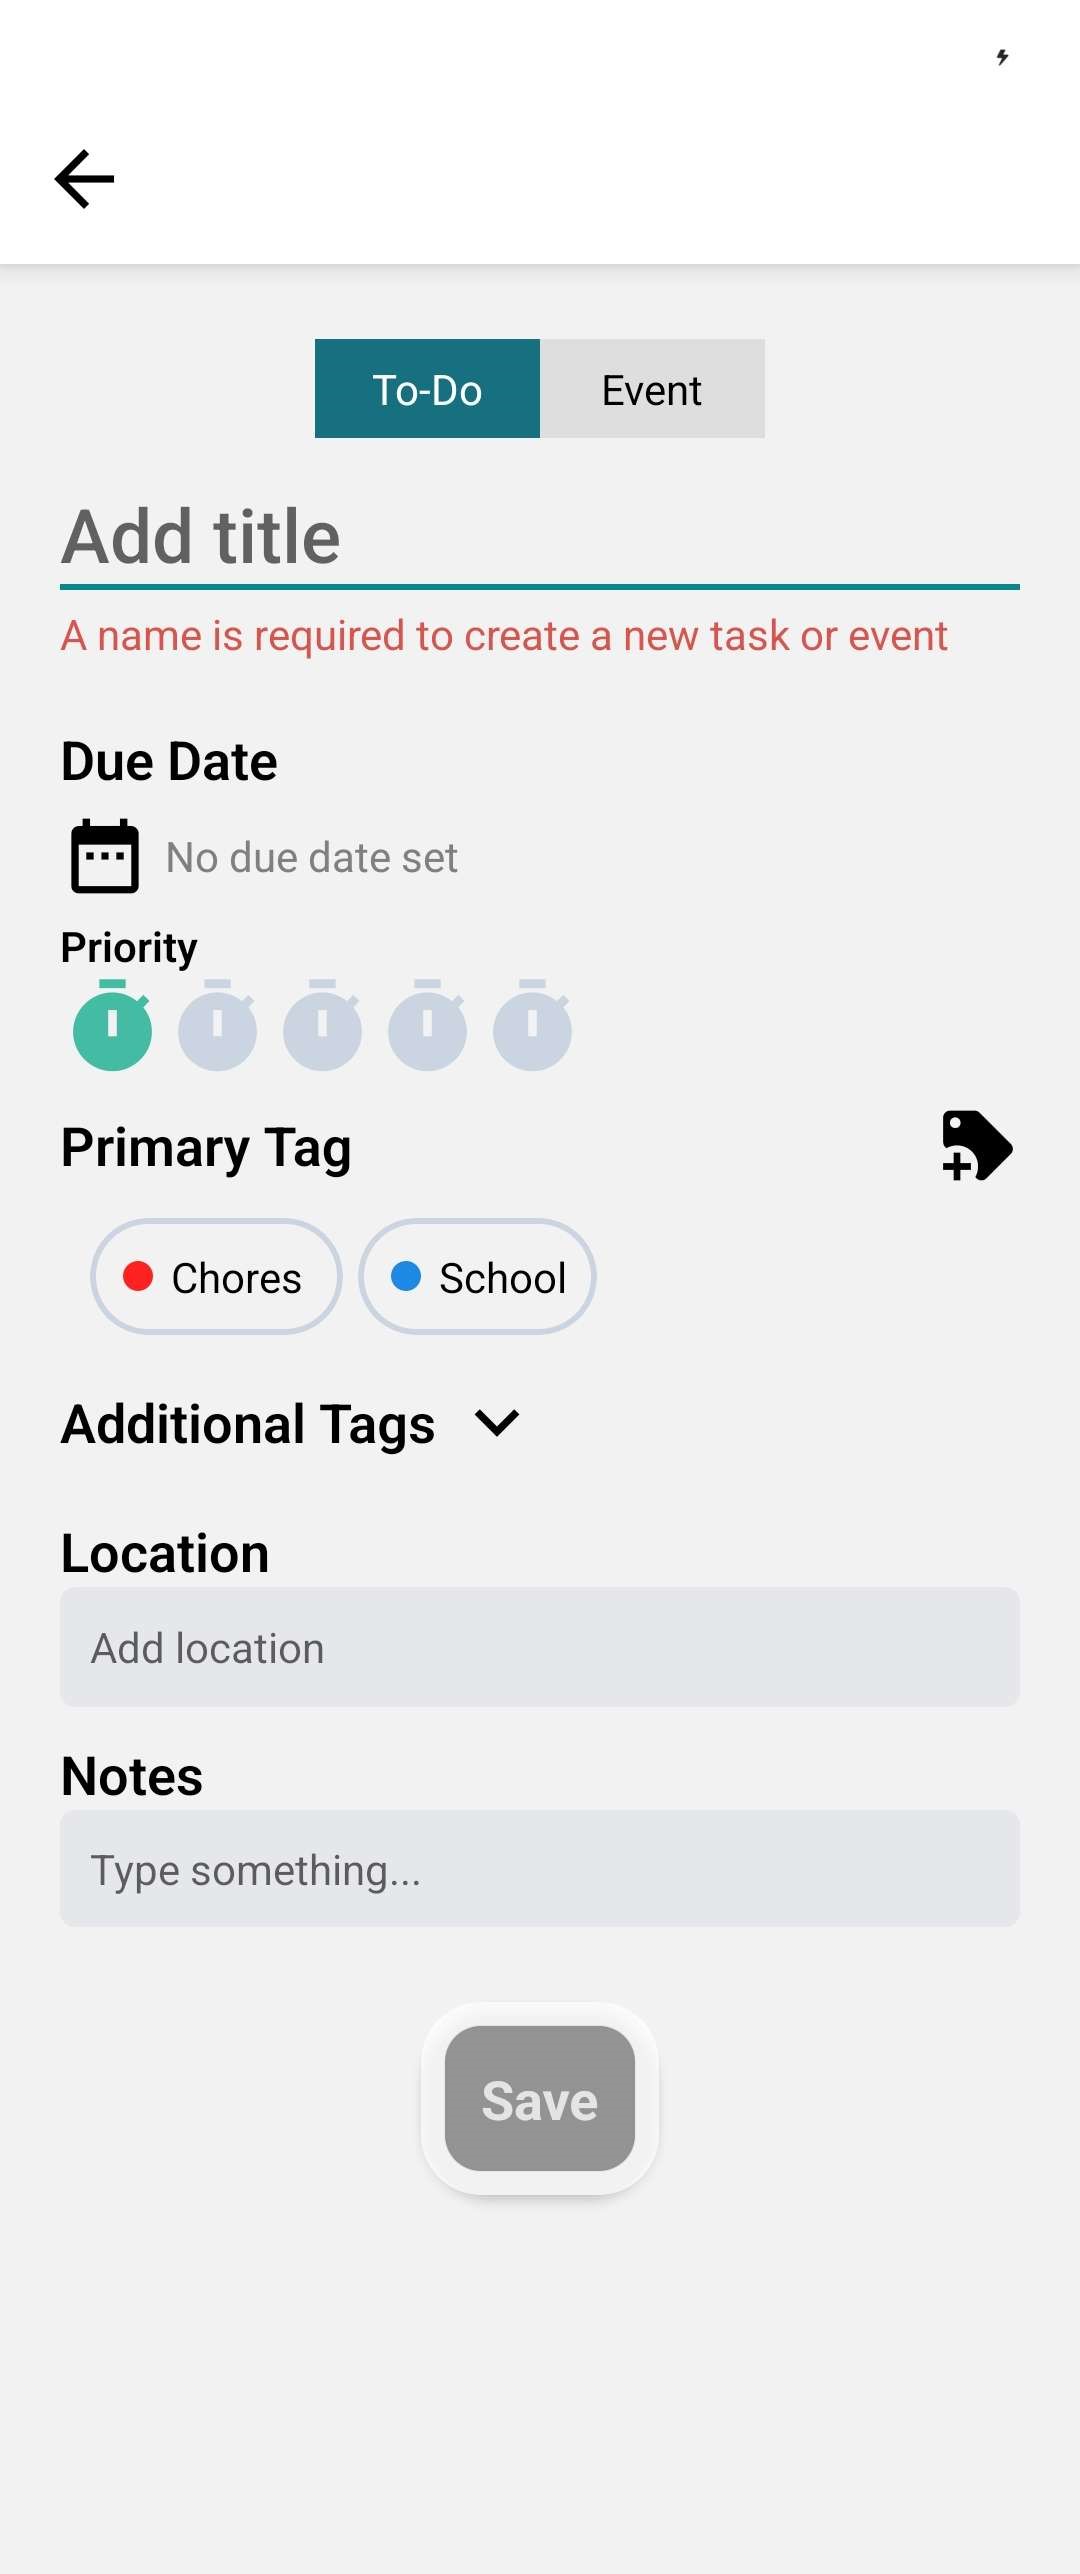 To-Do Event
Add title
A name is required to create a new task or event
Due Date
No due date set
Priority
Primary Tag
Chores School
Additional Tags
Location
Add location
Notes
Type something...
Save